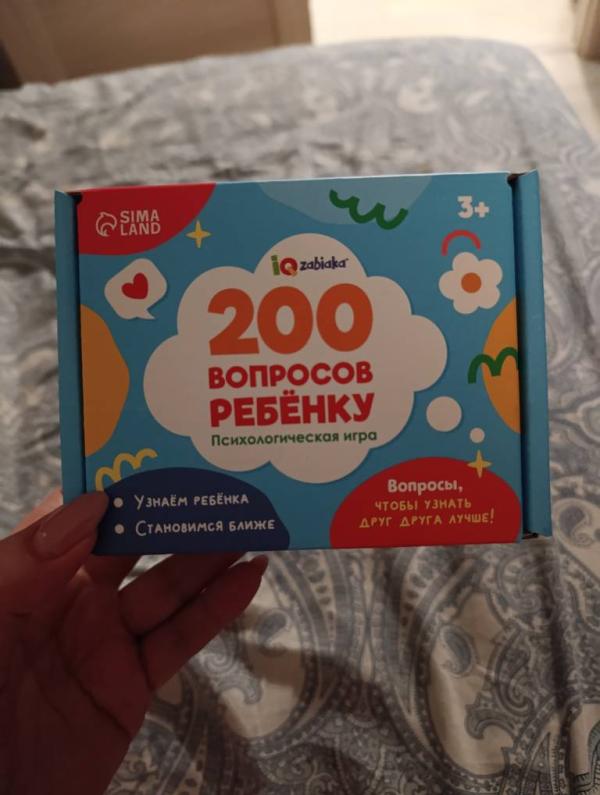 SIMA
LAND
3+
iQ zabiaka
200
ВОПРОСОВ
РЕБЁНКУ
Психологическая игра
• Узнаём ребёнка
• Становимся ближе
Вопросы,
чтобы узнать
друг друга лучше!